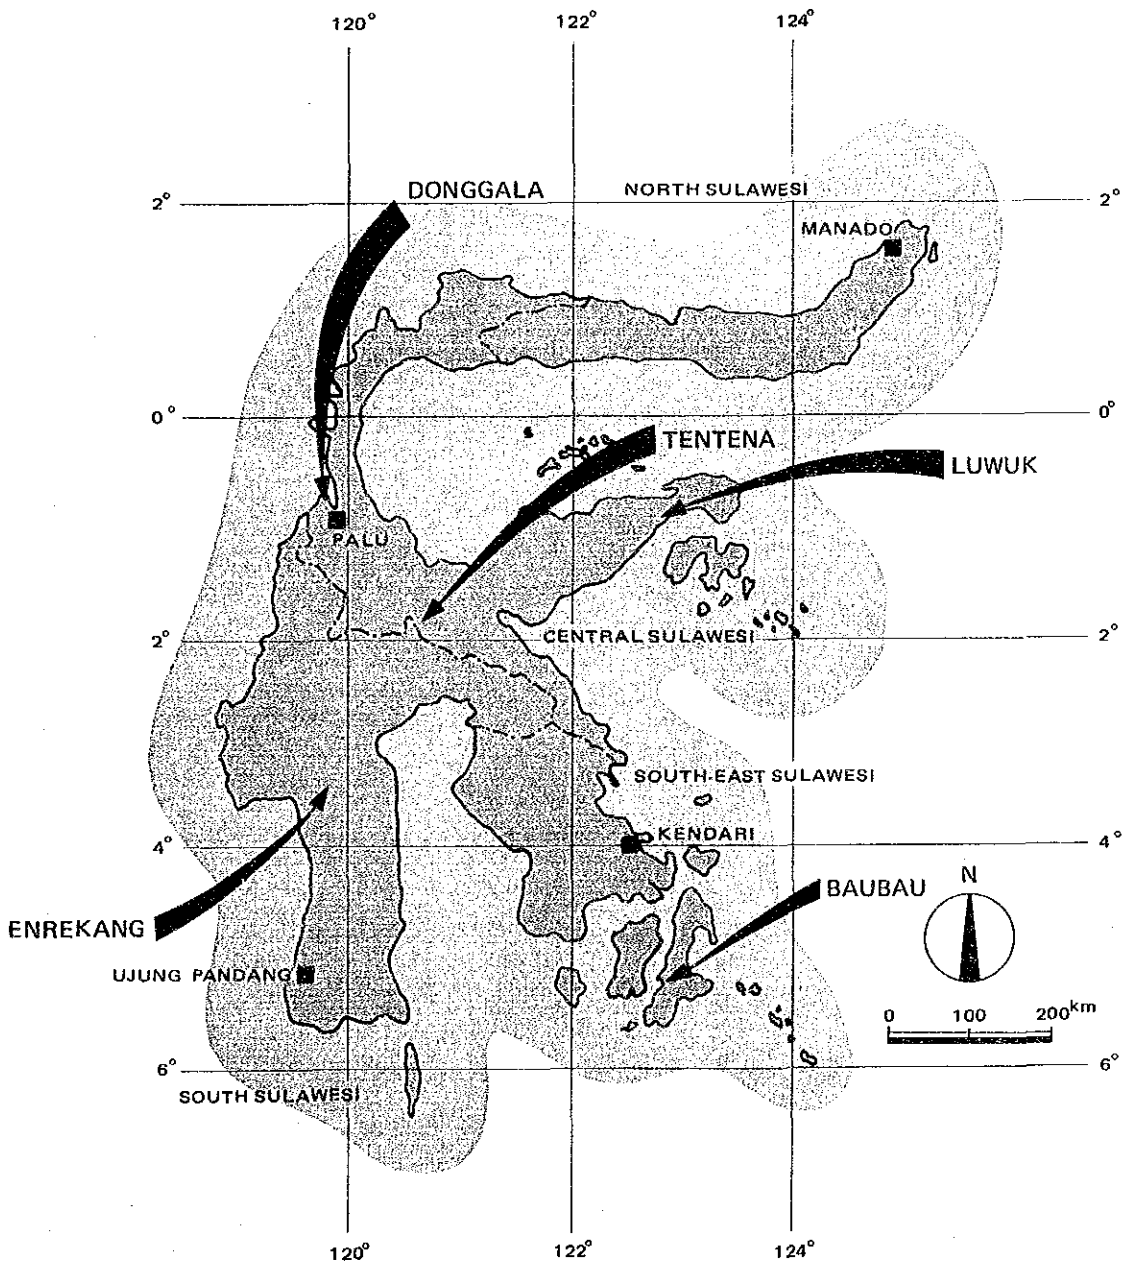 120° 122° 124°
DONGGALA
NORTH SULAWESI
2° 2°
MANADO
0° 0°
TENTENA
LUWUK
PALU
2° CENTRAL SULAWESI 2°
SOUTH-EAST SULAWESI
KENDARI
4° 4°
N
BAUBAU
ENREKANG
UJUNG PANDANG
0 100 200km
6° 6°
SOUTH SULAWESI
120° 122° 124°